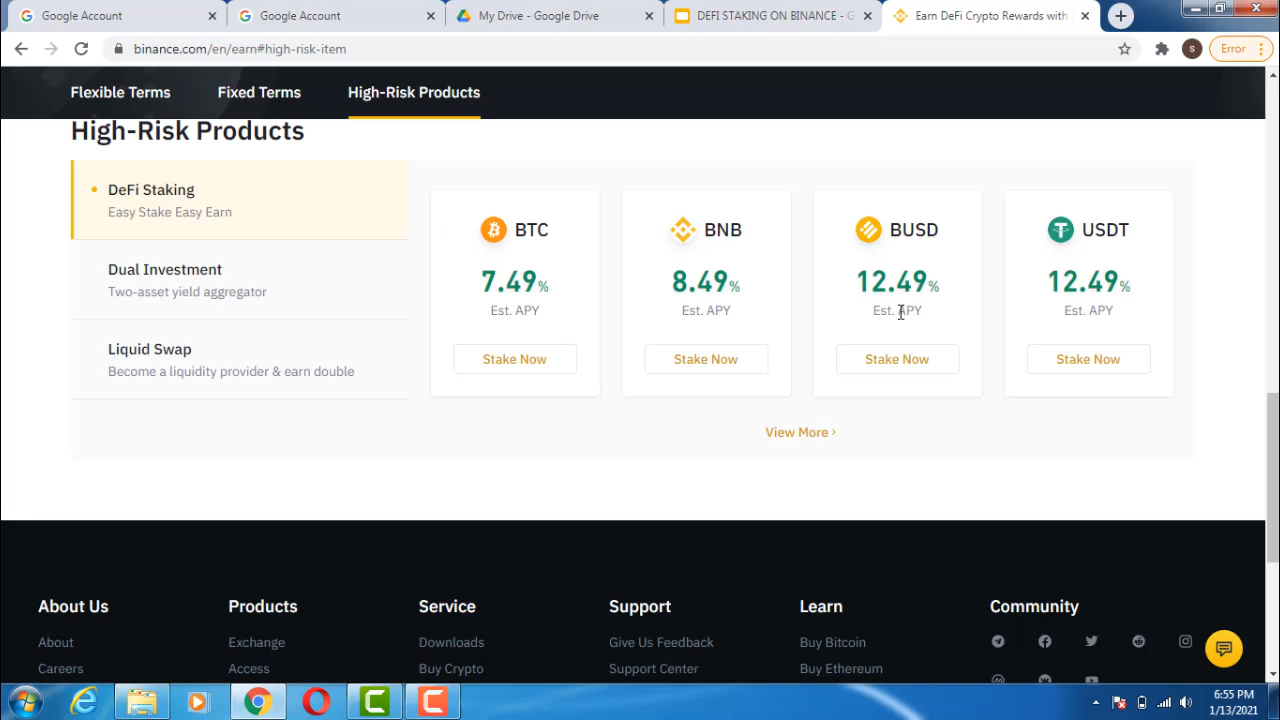 Google Account
Google Account
My Drive - Google Drive
DEFI STAKING ON BINANCE - G
Earn DeFi Crypto Rewards with
binance.com/en/earn#high-risk-item
S
Error
Flexible Terms
Fixed Terms
High-Risk Products
High-Risk Products
DeFi Staking
Easy Stake Easy Earn
Dual Investment
Two-asset yield aggregator
Liquid Swap
Become a liquidity provider & earn double
BTC
7.49%
Est. APY
Stake Now
BNB
8.49%
Est. APY
Stake Now
BUSD
12.49%
Est. APY
Stake Now
USDT
12.49%
Est. APY
Stake Now
View More ›
About Us
About
Careers
Products
Exchange
Access
Service
Downloads
Buy Crypto
Support
Give Us Feedback
Support Center
Learn
Buy Bitcoin
Buy Ethereum
Community
6:55 PM
1/13/2021